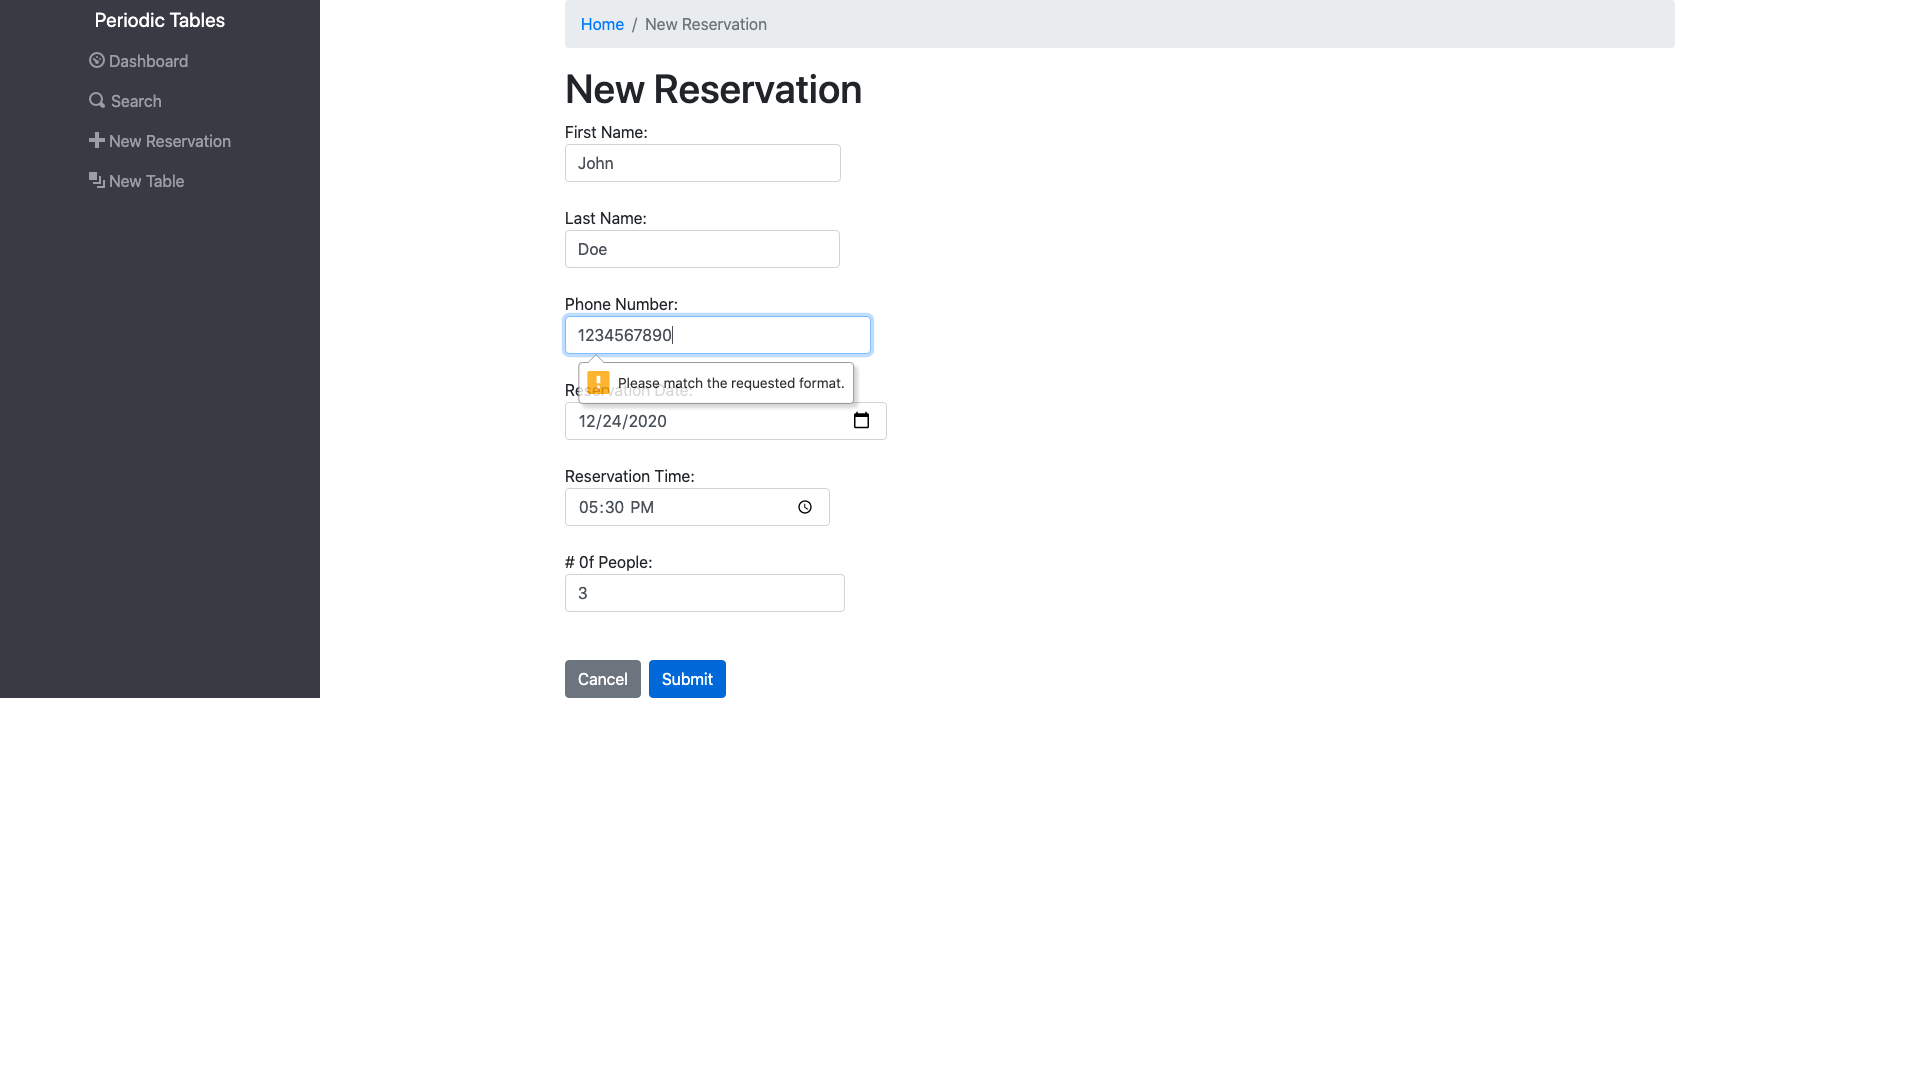 Periodic Tables
Dashboard
Search
New Reservation
New Table
Home / New Reservation
New Reservation
First Name:
John
Last Name:
Doe
Phone Number:
1234567890
Please match the requested format.
Reservation Date:
12/24/2020
Reservation Time:
05:30 PM
# 0f People:
3
Cancel Submit